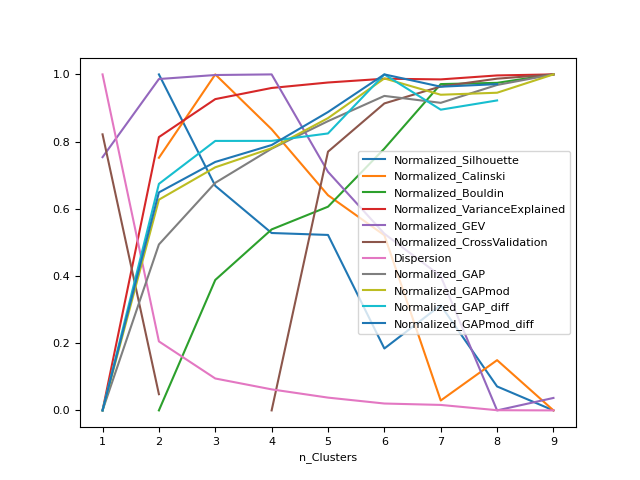 1.0
0.8
0.6
0.4
0.2
0.0
Normalized_Silhouette
Normalized_Calinski
Normalized_Bouldin
Normalized_VarianceExplained
Normalized_GEV
Normalized_CrossValidation
Dispersion
Normalized_GAP
Normalized_GAPmod
Normalized_GAP_diff
Normalized_GAPmod_diff
1 2 3 4 5 6 7 8 9
n_Clusters